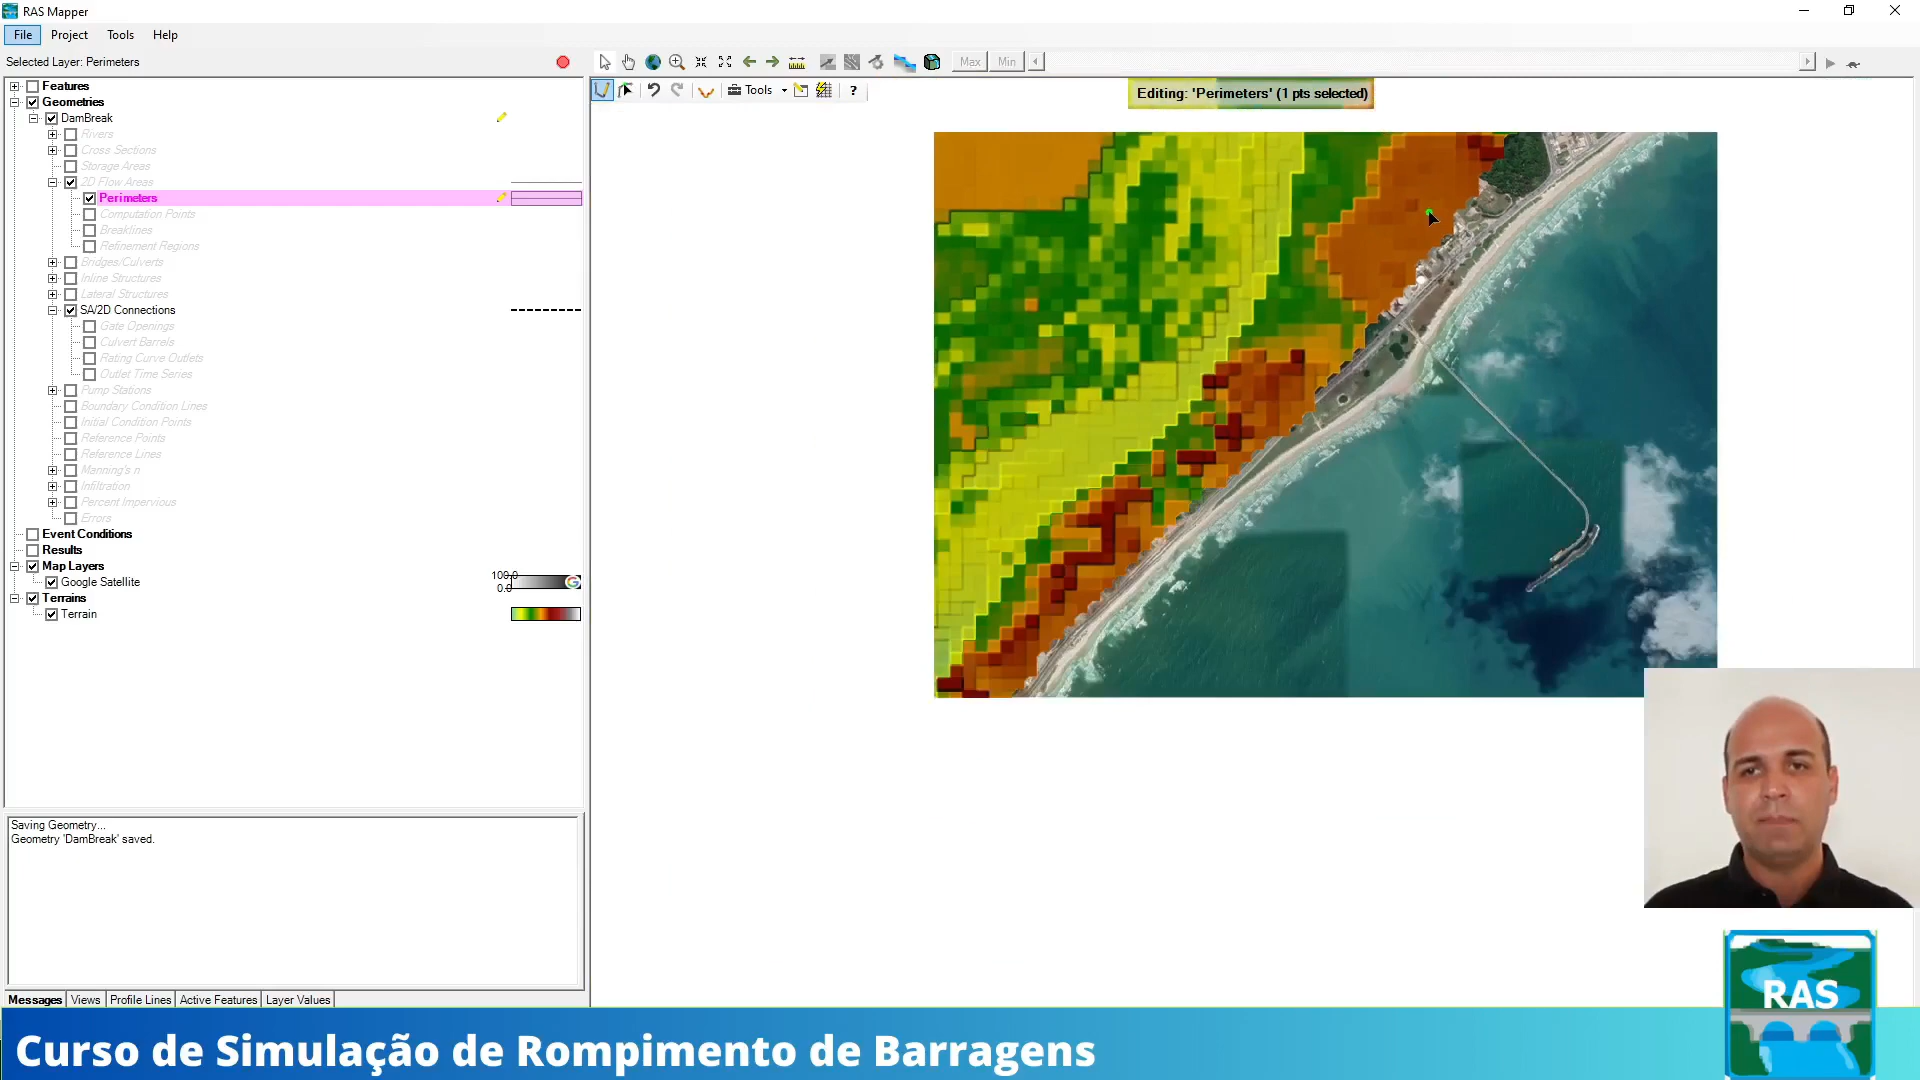 RAS Mapper
File Project Tools Help
Selected Layer: Perimeters
Max Min
Features
Geometries
DamBreak
Rivers
Cross Sections
Storage Areas
2D Flow Areas
Perimeters
Computation Points
Breaklines
Refinement Regions
Bridges/Culverts
Inline Structures
Lateral Structures
SA/2D Connections
Gate Openings
Culvert Barrels
Rating Curve Outlets
Outlet Time Series
Pump Stations
Boundary Condition Lines
Initial Condition Points
Reference Points
Reference Lines
Manning's n
Infiltration
Percent Impervious
Errors
Event Conditions
Results
Map Layers
Google Satellite
100.0
0.0
G
Terrains
Terrain
Tools ?
Editing: 'Perimeters' (1 pts selected)
Saving Geometry...
Geometry 'DamBreak' saved.
Messages Views Profile Lines Active Features Layer Values
RAS
Curso de Simulação de Rompimento de Barragens